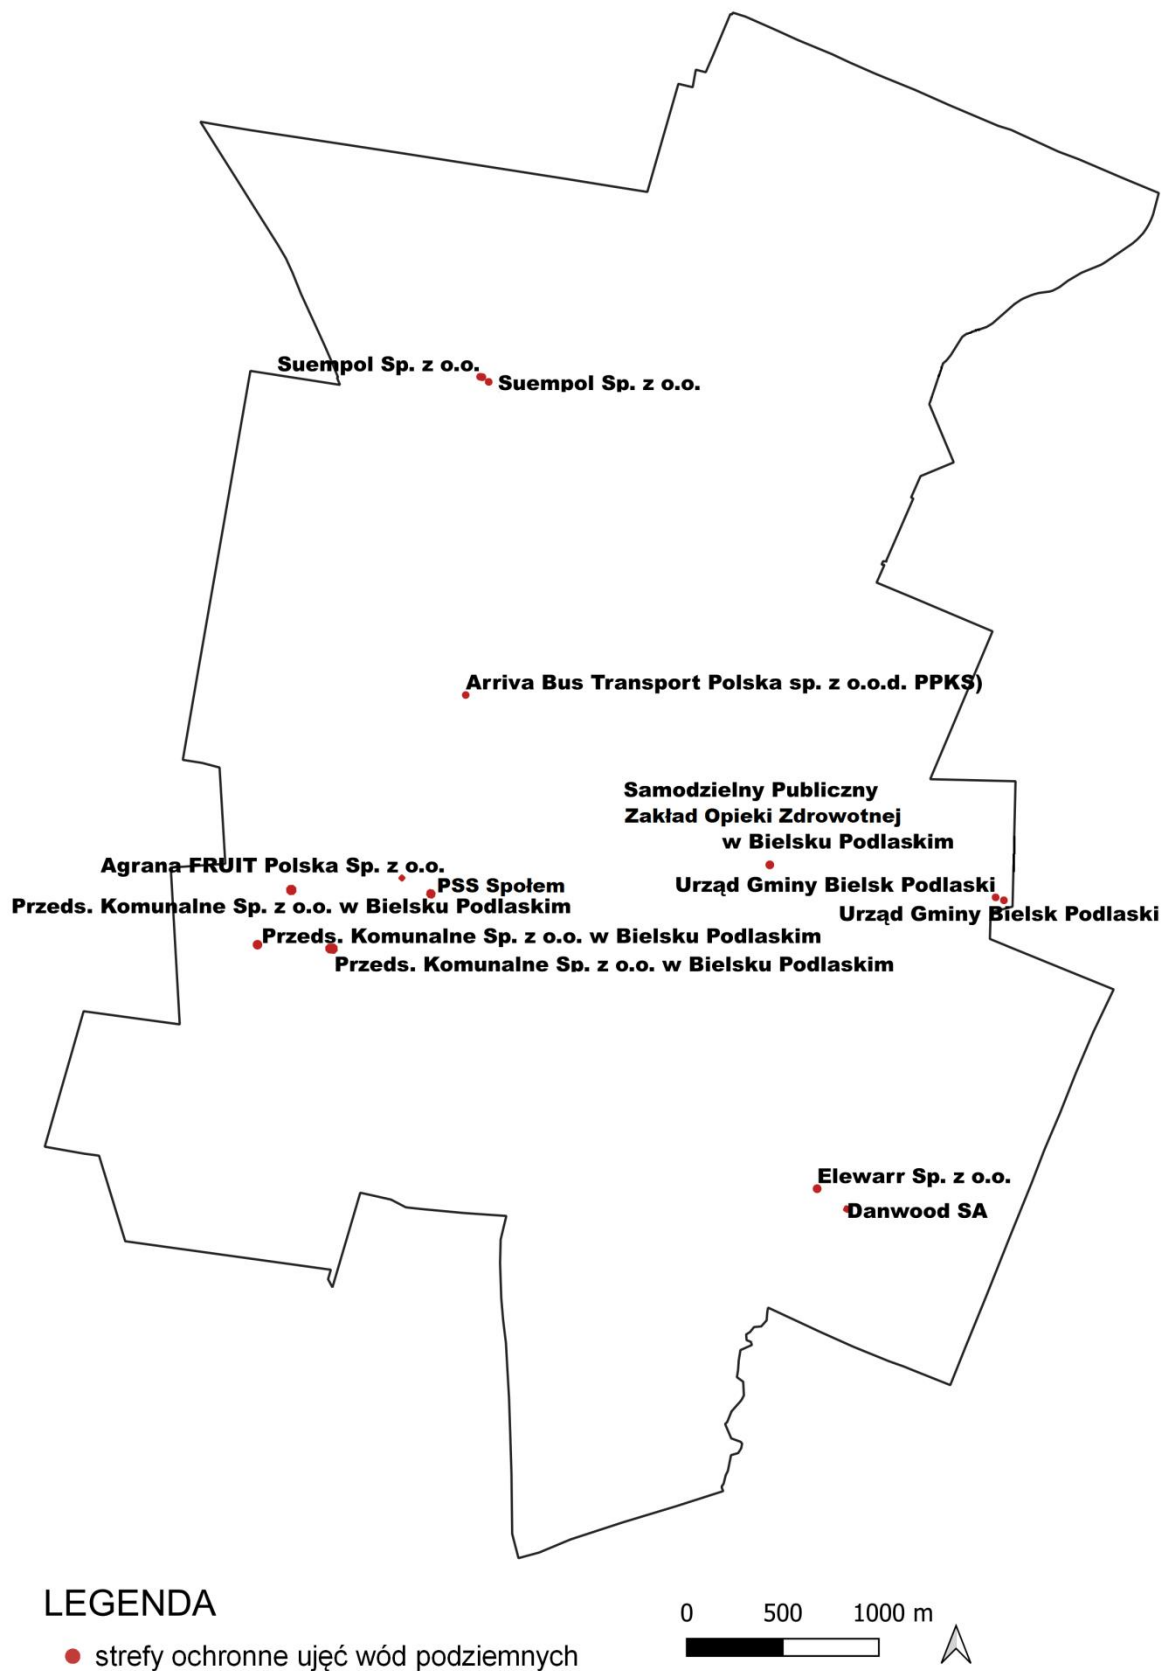 Suempol Sp. z o.o.
Suempol Sp. z o.o.
Arriva Bus Transport Polska sp. z o.o.d. PPKS)
Samodzielny Publiczny
Zakład Opieki Zdrowotnej
w Bielsku Podlaskim
Agrana FRUIT Polska Sp. z o.o.
PSS Społem
Urząd Gminy Bielsk Podlaski
Przeds. Komunalne Sp. z o.o. w Bielsku Podlaskim
Urząd Gminy Bielsk Podlaski
Przeds. Komunalne Sp. z o.o. w Bielsku Podlaskim
Przeds. Komunalne Sp. z o.o. w Bielsku Podlaskim
Elewarr Sp. z o.o.
Danwood SA
LEGENDA
strefy ochronne ujęć wód podziemnych
0 500 1000 m